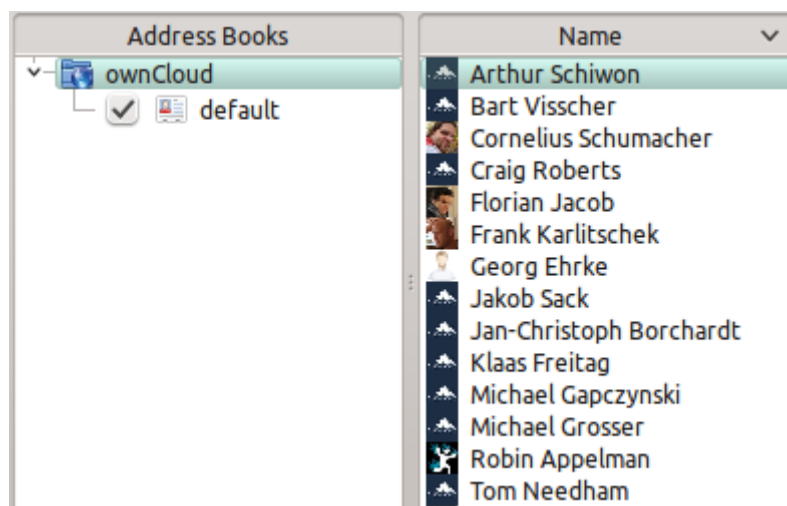 Address Books
ownCloud
default
Name
Arthur Schiwon
Bart Visscher
Cornelius Schumacher
Craig Roberts
Florian Jacob
Frank Karlitschek
Georg Ehrke
Jakob Sack
Jan-Christoph Borchardt
Klaas Freitag
Michael Gapczynski
Michael Grosser
Robin Appelman
Tom Needham